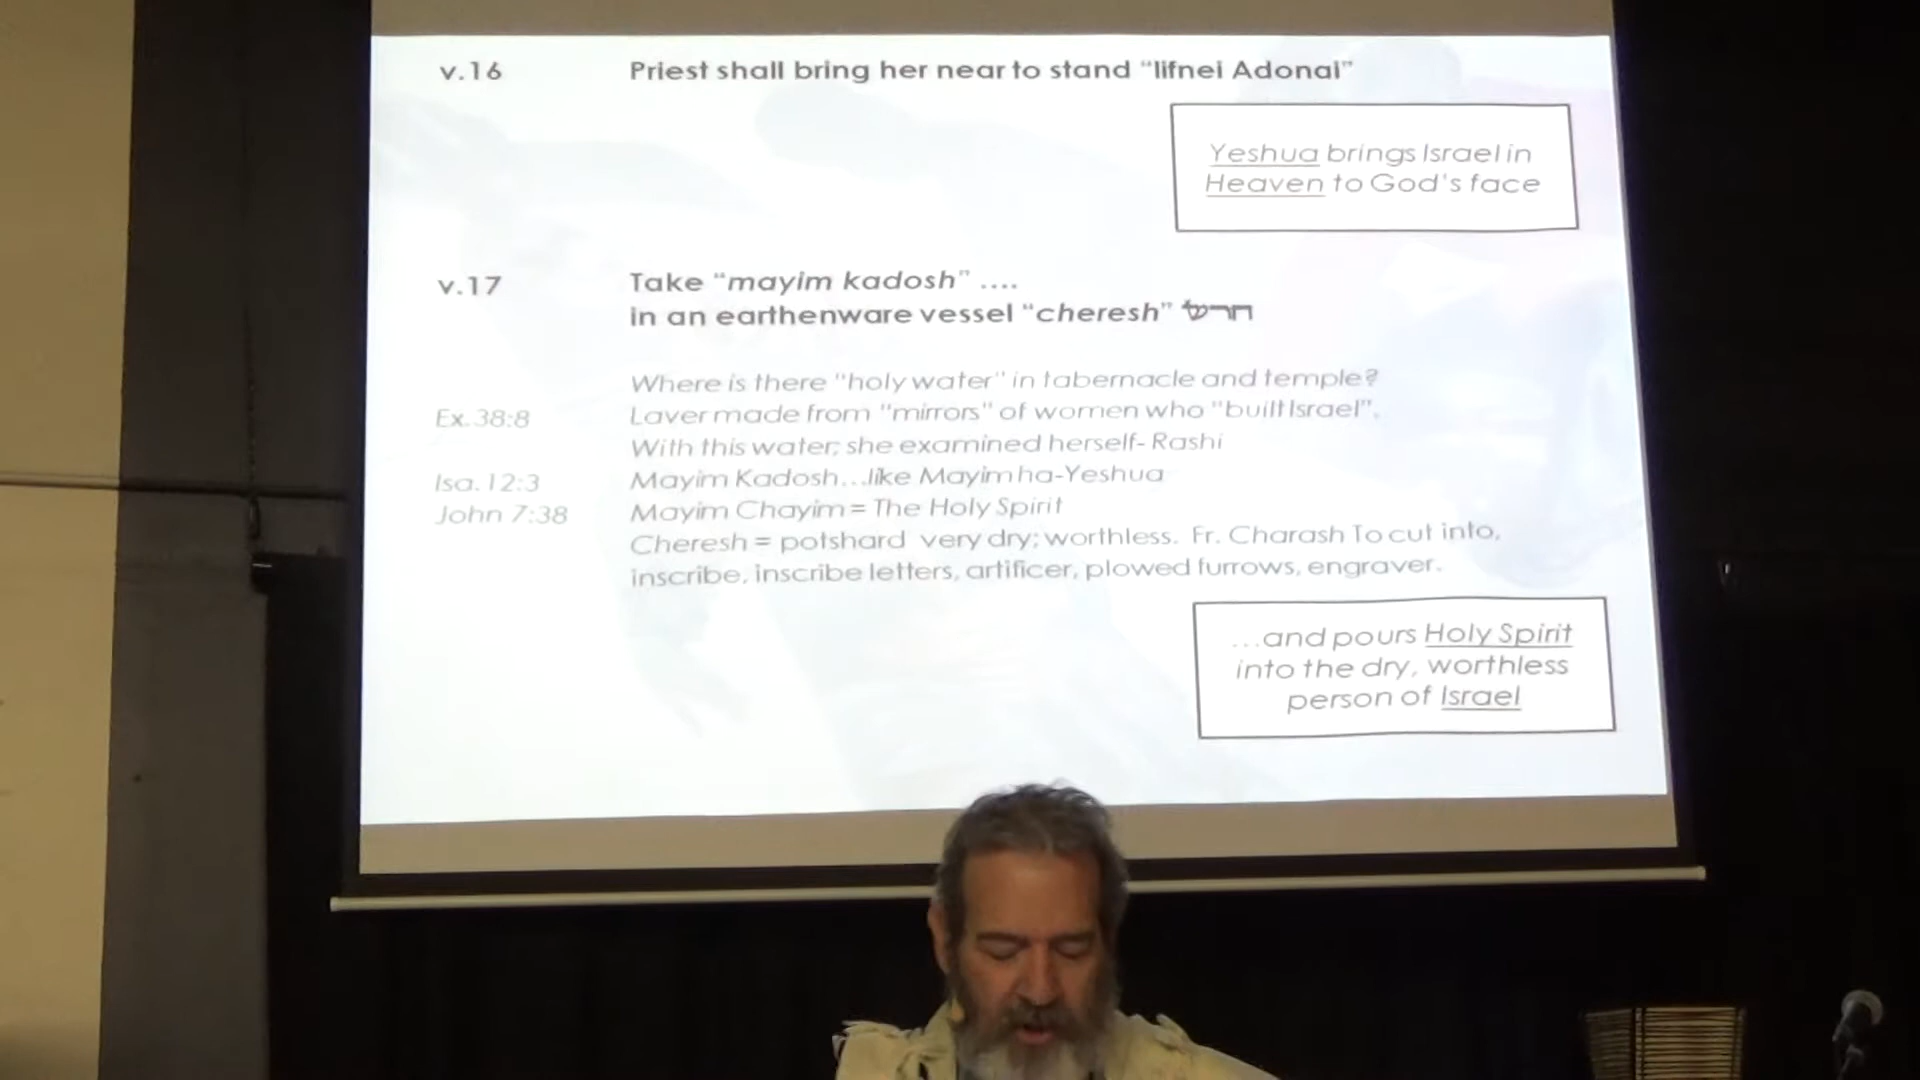 v.16 Priest shall bring her near to stand "lifnei Adonai"
Yeshua brings Israel in
Heaven to God's face
v.17 Take "mayim kadosh" ....
in an earthenware vessel "cheresh" חרש
Where is there "holy water" in tabernacle and temple?
Ex.38:8 Laver made from "mirrors" of women who "built Israel".
With this water; she examined herself- Rashi
Isa.12:3 Mayim Kadosh...like Mayim ha-Yeshua
John 7:38 Mayim Chayim = The Holy Spirit
Cheresh = potshard very dry; worthless. Fr. Charash To cut into,
inscribe, inscribe letters, artificer, plowed furrows, engraver.
...and pours Holy Spirit
into the dry, worthless
person of Israel